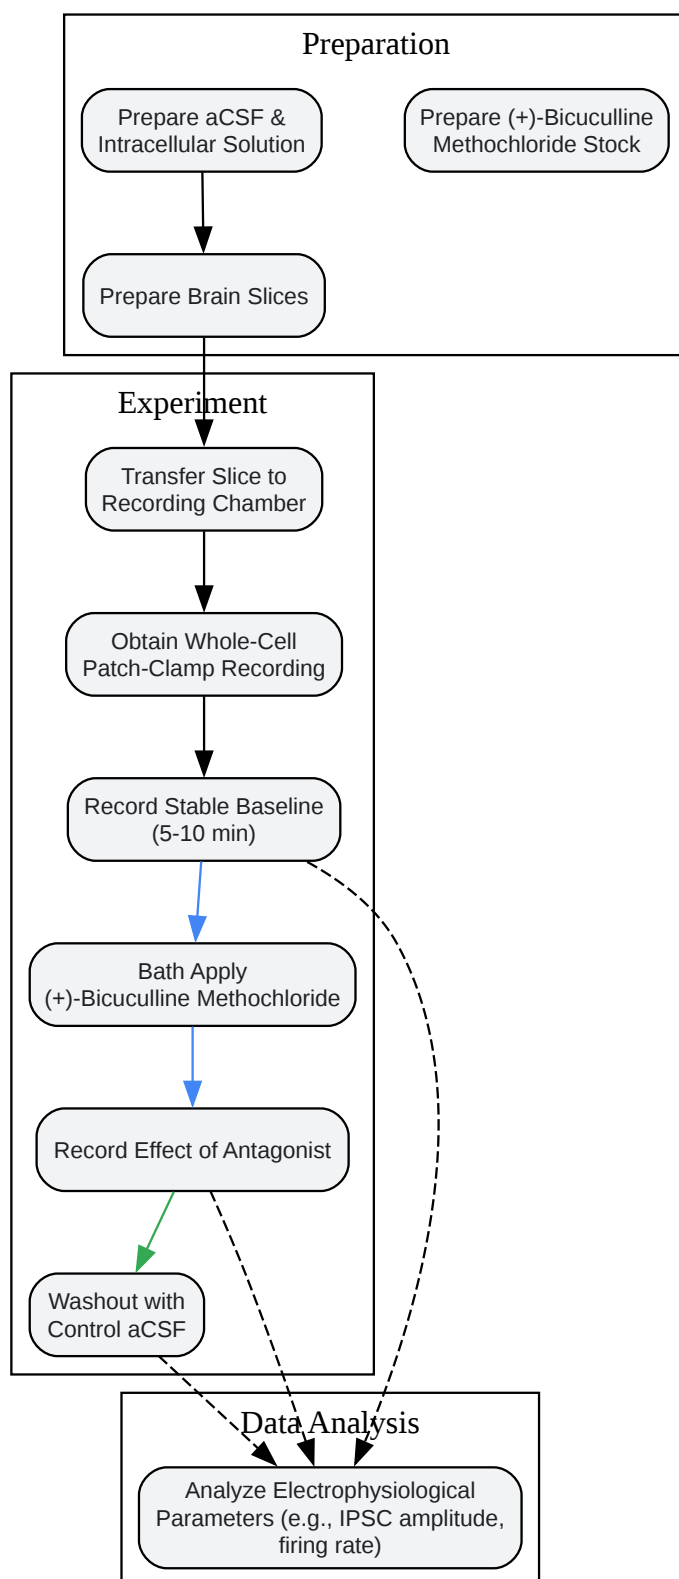 Preparation
Prepare aCSF &
Intracellular Solution
Prepare (+)-Bicuculline
Methochloride Stock
Prepare Brain Slices
Experiment
Transfer Slice to
Recording Chamber
Obtain Whole-Cell
Patch-Clamp Recording
Record Stable Baseline
(5-10 min)
Bath Apply
(+)-Bicuculline Methochloride
Record Effect of Antagonist
Washout with
Control aCSF
Data Analysis
Analyze Electrophysiological
Parameters (e.g., IPSC amplitude,
firing rate)